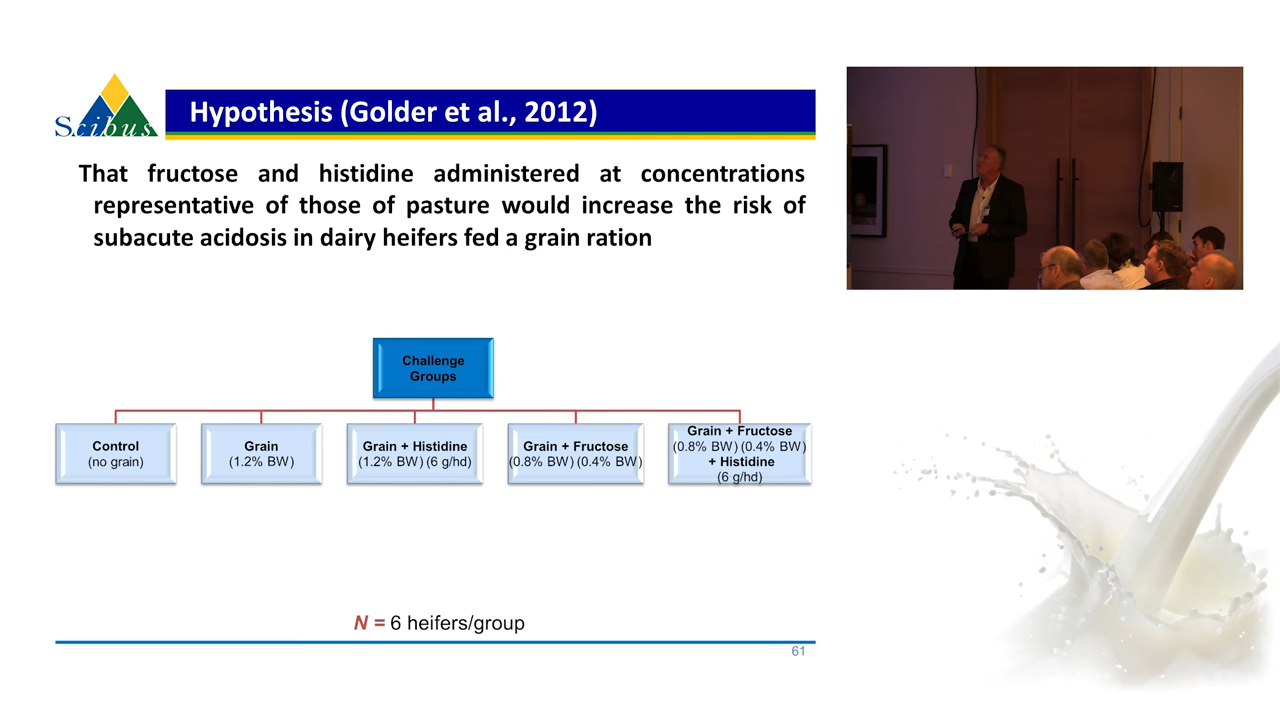 Scibus
Hypothesis (Golder et al., 2012)
That fructose and histidine administered at concentrations
representative of those of pasture would increase the risk of
subacute acidosis in dairy heifers fed a grain ration
Challenge
Groups
Control
(no grain)
Grain
(1.2% BW)
Grain + Histidine
(1.2% BW) (6 g/hd)
Grain + Fructose
(0.8% BW) (0.4% BW)
Grain + Fructose
(0.8% BW) (0.4% BW)
+ Histidine
(6 g/hd)
N = 6 heifers/group
61